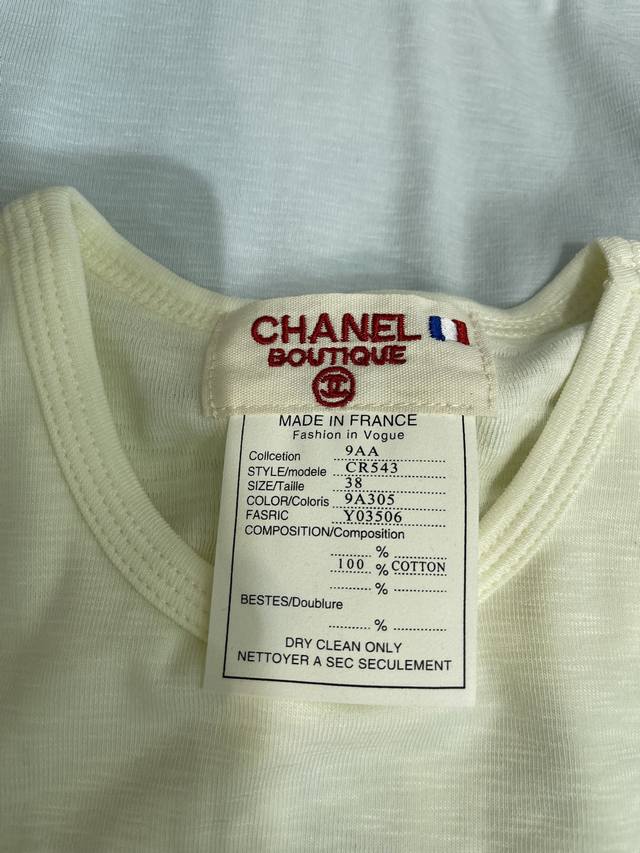 CHANEL
BOUTIQUE
MADE IN FRANCE
Fashion in Vogue
Collcetion 9AA
STYLE/modele CR543
SIZE/Taille 38
COLOR/Coloris 9A305
FASRIC Y03506
COMPOSITION/Composition
%
100 % COTTON
%
BESTES/Doublure
%
DRY CLEAN ONLY
NETTOYER A SEC SECULEMENT